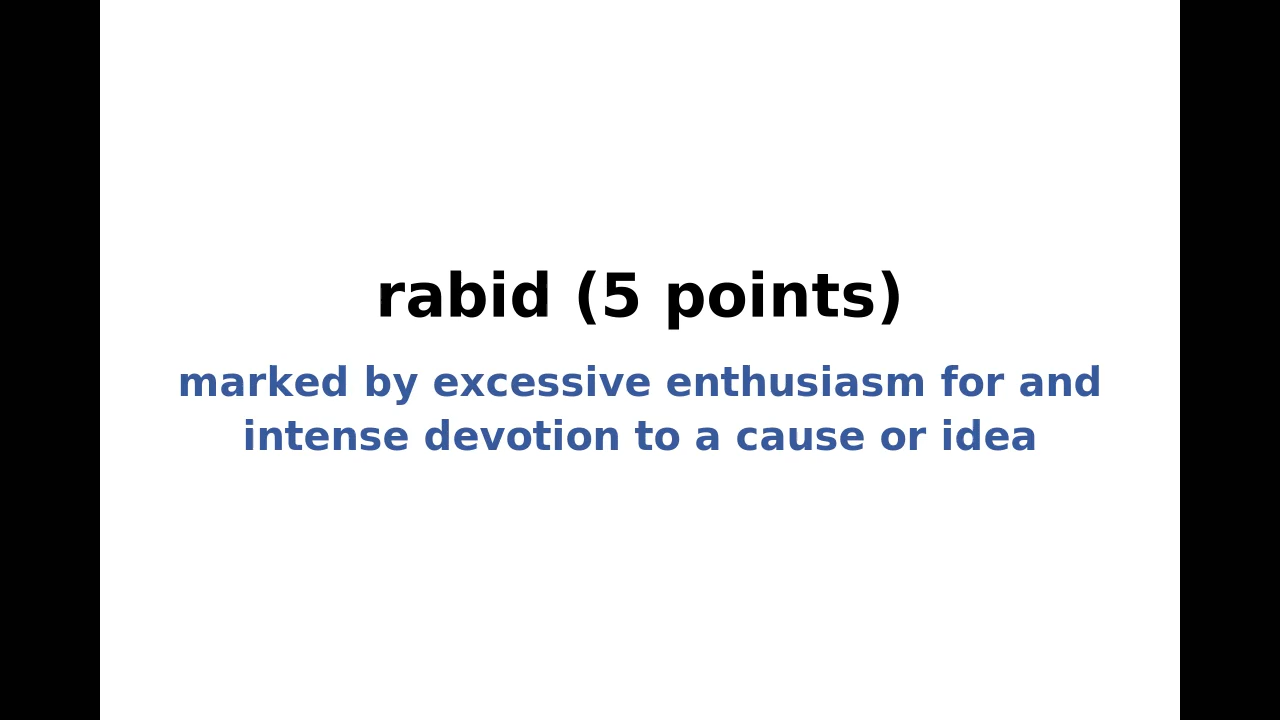 rabid (5 points)
marked by excessive enthusiasm for and
intense devotion to a cause or idea